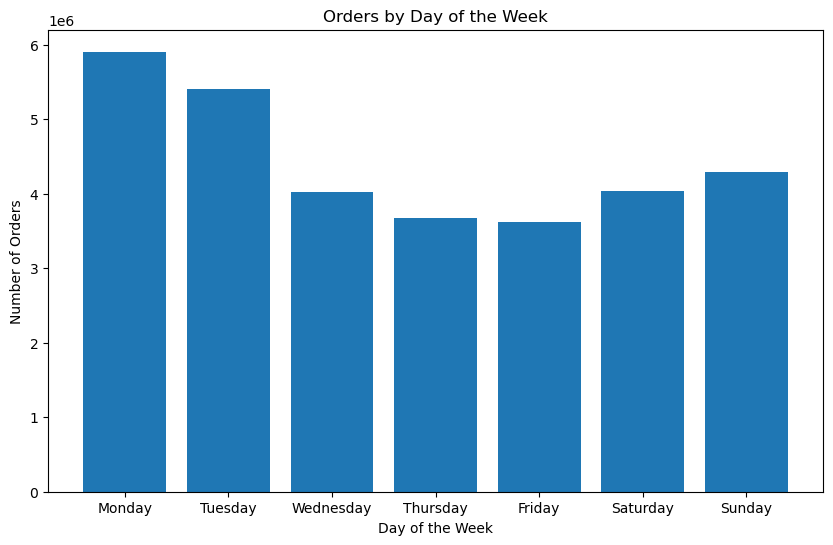 Orders by Day of the Week
1e6
6
5
4
3
2
1
0
Number of Orders
Monday Tuesday Wednesday Thursday Friday Saturday Sunday
Day of the Week